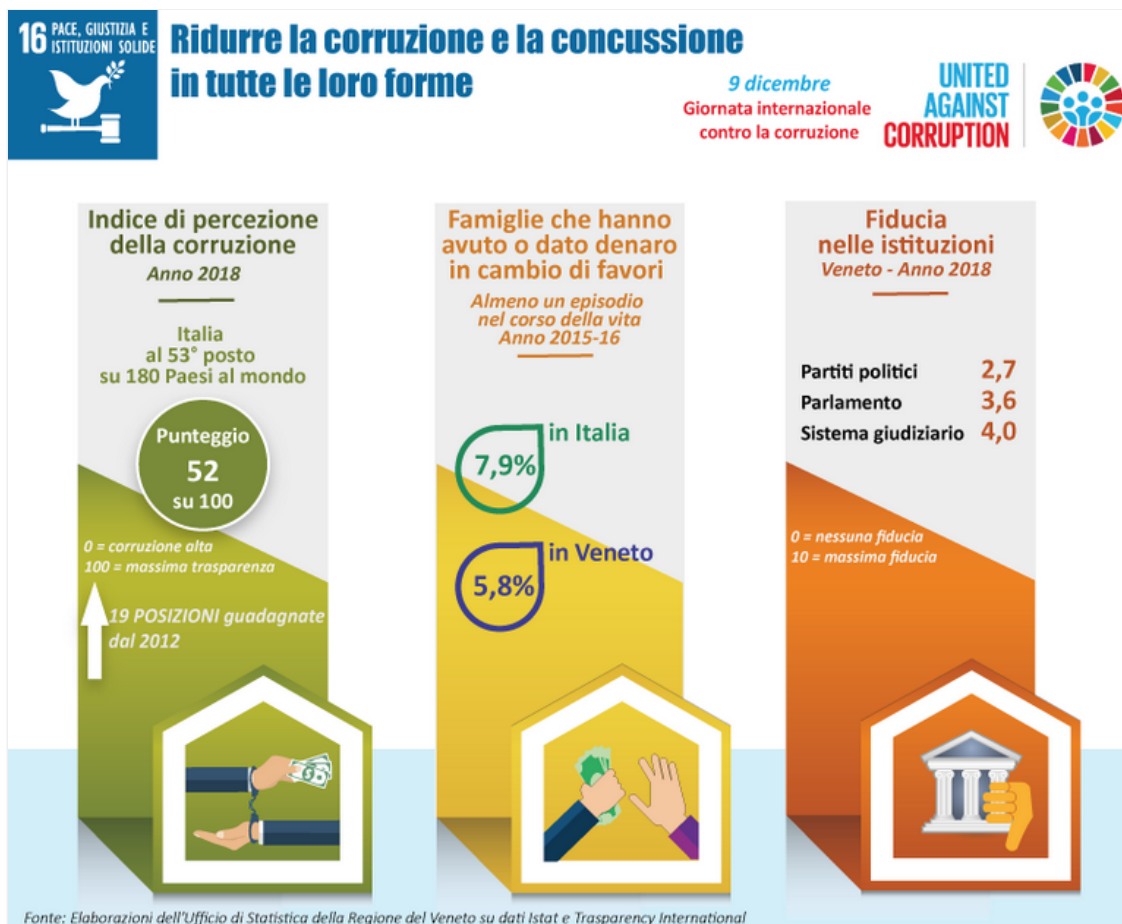 16 PACE, GIUSTIZIA E
ISTITUZIONI SOLIDE
Ridurre la corruzione e la concussione
in tutte le loro forme
9 dicembre
Giornata internazionale
contro la corruzione
UNITED
AGAINST
CORRUPTION
Indice di percezione
della corruzione
Anno 2018
Italia
al 53° posto
su 180 Paesi al mondo
Punteggio
52
su 100
0 = corruzione alta
100 = massima trasparenza
19 POSIZIONI guadagnate
dal 2012
Famiglie che hanno
avuto o dato denaro
in cambio di favori
Almeno un episodio
nel corso della vita
Anno 2015-16
in Italia
7,9%
in Veneto
5,8%
Fiducia
nelle istituzioni
Veneto - Anno 2018
Partiti politici 2,7
Parlamento 3,6
Sistema giudiziario 4,0
0 = nessuna fiducia
10 = massima fiducia
Fonte: Elaborazioni dell'Ufficio di Statistica della Regione del Veneto su dati Istat e Trasparency International